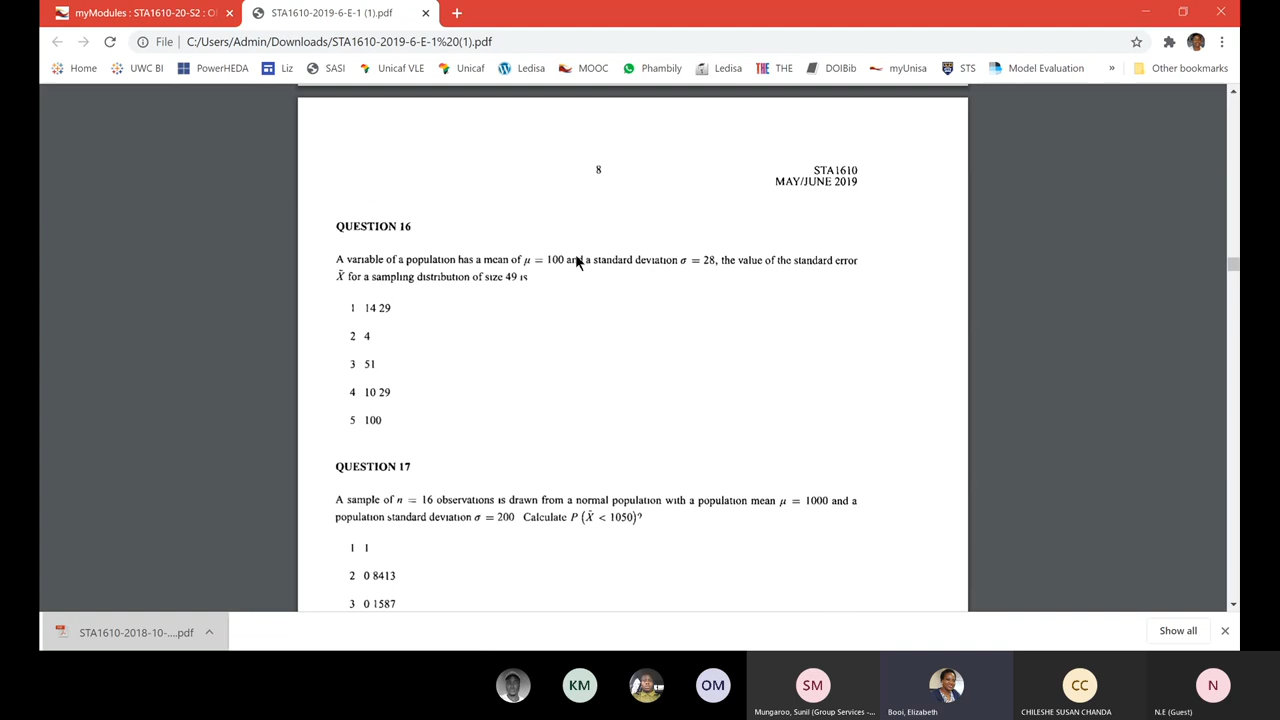 myModules : STA1610-20-S2 : O
STA1610-2019-6-E-1 (1).pdf
File
C:/Users/Admin/Downloads/STA1610-2019-6-E-1%20(1).pdf
Home
UWC BI
PowerHEDA
Liz
SASI
Unicaf VLE
Unicaf
Ledisa
MOOC
Phambily
Ledisa
THE
DOIBib
myUnisa
STS
Model Evaluation
»
Other bookmarks
8
STA1610
MAY/JUNE 2019
QUESTION 16
A variable of a population has a mean of μ = 100 and a standard deviation σ = 28, the value of the standard error
X̄ for a sampling distribution of size 49 is
1 14 29
2 4
3 51
4 10 29
5 100
QUESTION 17
A sample of n = 16 observations is drawn from a normal population with a population mean μ = 1000 and a
population standard deviation σ = 200 Calculate P (X̄ < 1050)?
1 1
2 0 8413
3 0 1587
STA1610-2018-10-....pdf
Show all
KM
OM
SM
CC
N
Mungaroo, Sunil (Group Services -...
Booi, Elizabeth
CHILESHE SUSAN CHANDA
N.E (Guest)